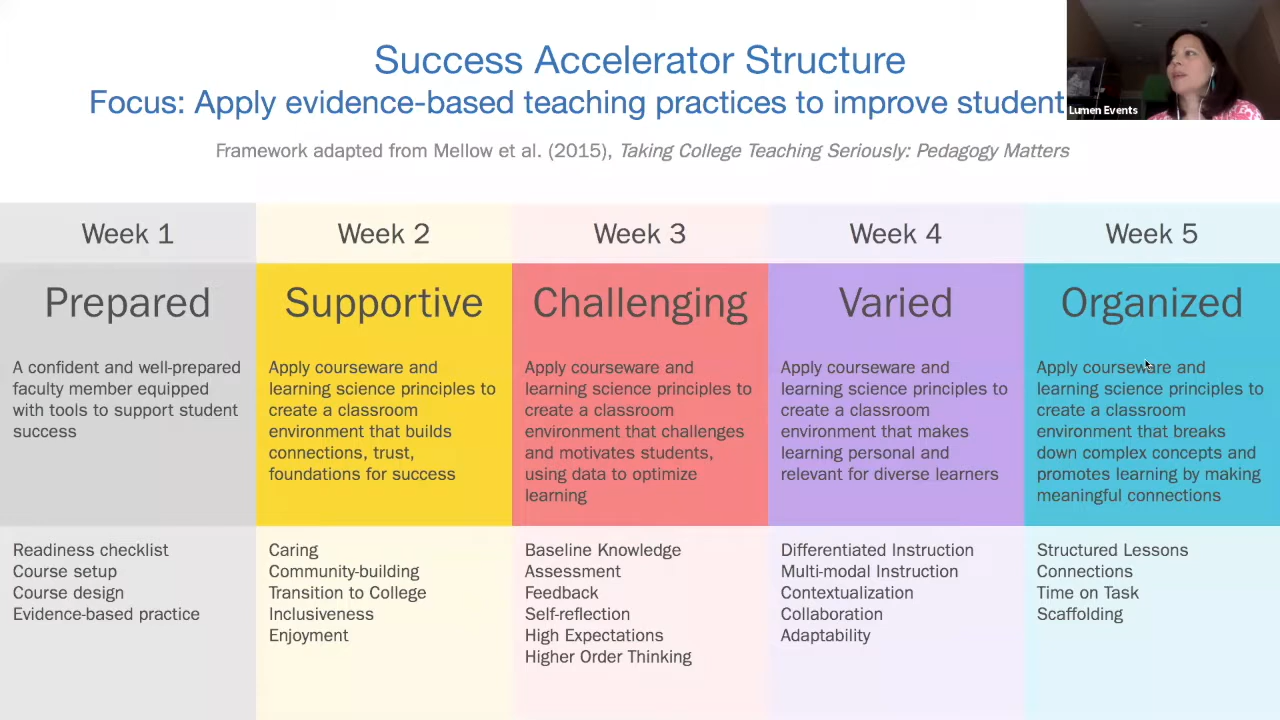 Success Accelerator Structure
Focus: Apply evidence-based teaching practices to improve student
Lumen Events
Framework adapted from Mellow et al. (2015), Taking College Teaching Seriously: Pedagogy Matters
Week 1
Prepared
A confident and well-prepared
faculty member equipped
with tools to support student
success
Readiness checklist
Course setup
Course design
Evidence-based practice
Week 2
Supportive
Apply courseware and
learning science principles to
create a classroom
environment that builds
connections, trust,
foundations for success
Caring
Community-building
Transition to College
Inclusiveness
Enjoyment
Week 3
Challenging
Apply courseware and
learning science principles to
create a classroom
environment that challenges
and motivates students,
using data to optimize
learning
Baseline Knowledge
Assessment
Feedback
Self-reflection
High Expectations
Higher Order Thinking
Week 4
Varied
Apply courseware and
learning science principles to
create a classroom
environment that makes
learning personal and
relevant for diverse learners
Differentiated Instruction
Multi-modal Instruction
Contextualization
Collaboration
Adaptability
Week 5
Organized
Apply courseware and
learning science principles to
create a classroom
environment that breaks
down complex concepts and
promotes learning by making
meaningful connections
Structured Lessons
Connections
Time on Task
Scaffolding